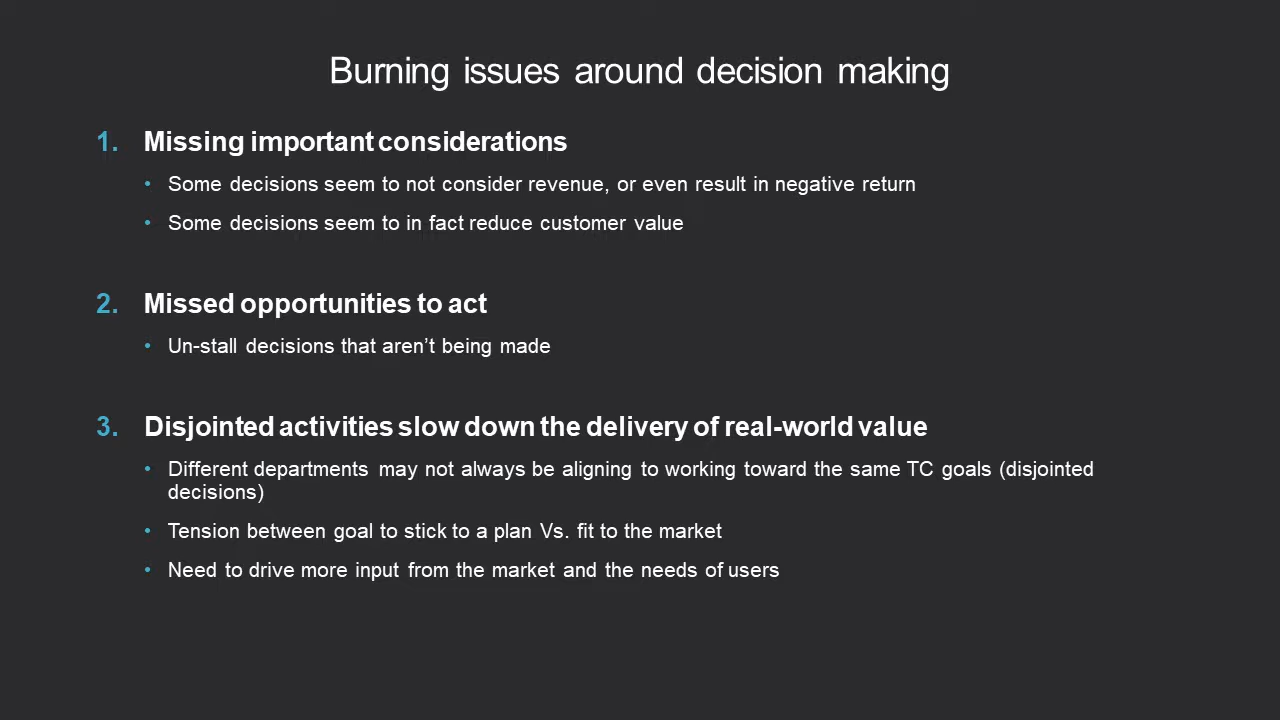 Burning issues around decision making
1. Missing important considerations
• Some decisions seem to not consider revenue, or even result in negative return
• Some decisions seem to in fact reduce customer value
2. Missed opportunities to act
• Un-stall decisions that aren’t being made
3. Disjointed activities slow down the delivery of real-world value
• Different departments may not always be aligning to working toward the same TC goals (disjointed
decisions)
• Tension between goal to stick to a plan Vs. fit to the market
• Need to drive more input from the market and the needs of users